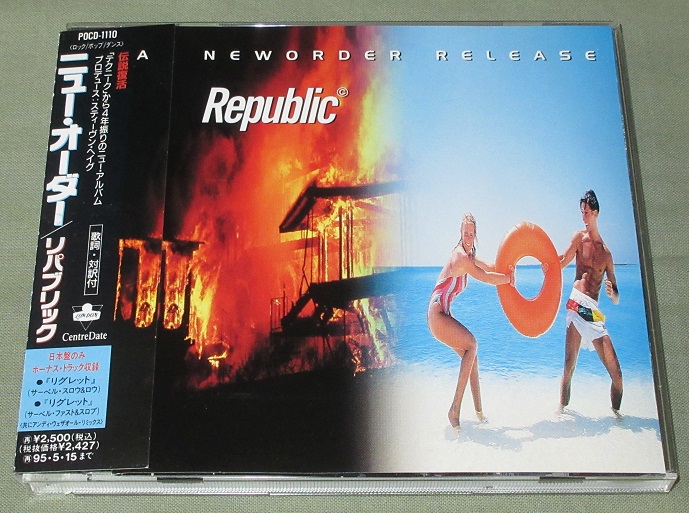 POCD-1110
〈ロック/ポップ/ダンス〉
伝説復活
「テクニーク」から4年振りのニューアルバム
プロデュース・スティーヴン・ヘイグ
ニュー・オーダー/リパブリック
歌詞・対訳付
LONDON
CentreDate
日本盤のみ
ボーナス・トラック収録
●『リグレット』
(サーベル・スロウ&ロウ)
●『リグレット』
(サーベル・ファスト&スロブ)
(共にアンディ・ウェザオール・リミックス)
再¥2,500(税込)
(税抜価格¥2,427)
再95・5・15まで
A NEWORDER RELEASE
Republic©